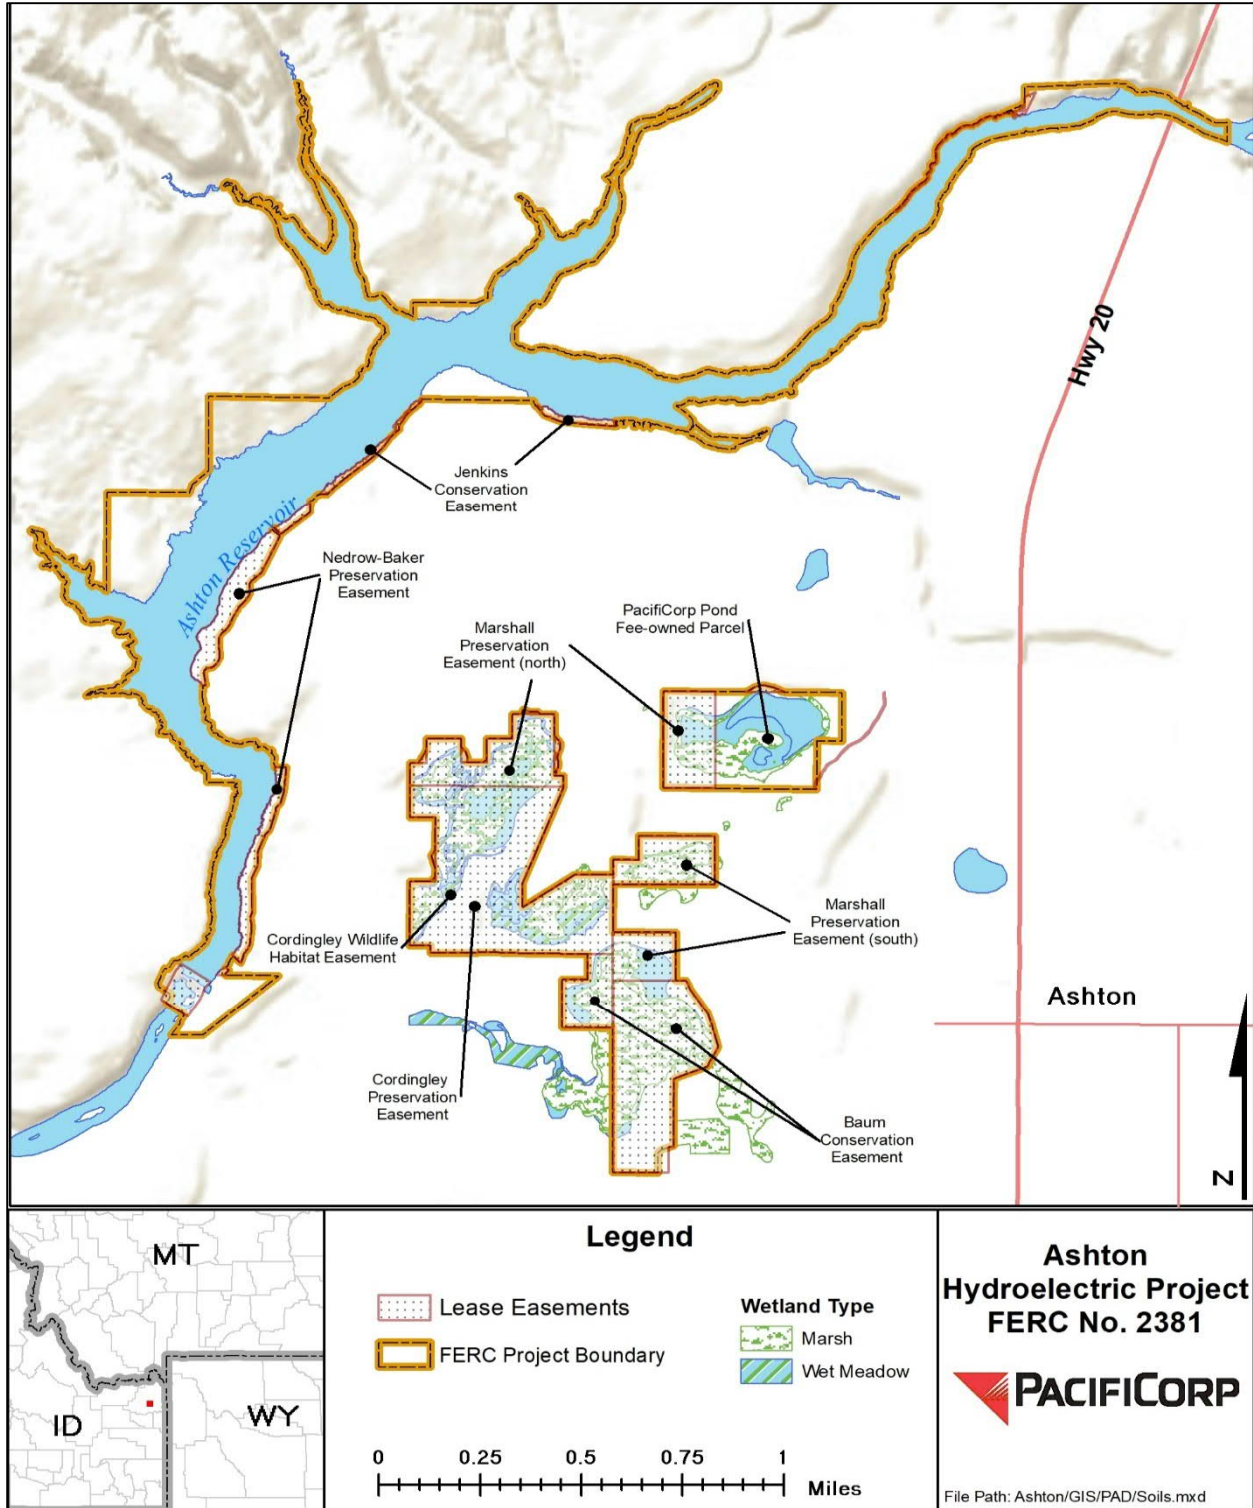 Hwy 20
Jenkins
Conservation
Easement
Ashton Reservoir
Nedrow-Baker
Preservation
Easement
Marshall
Preservation
Easement (north)
PacifiCorp Pond
Fee-owned Parcel
Cordingley Wildlife
Habitat Easement
Marshall
Preservation
Easement (south)
Ashton
Cordingley
Preservation
Easement
Baum
Conservation
Easement
N
MT
ID
WY
Legend
Lease Easements
FERC Project Boundary
Wetland Type
Marsh
Wet Meadow
0 0.25 0.5 0.75 1
Miles
Ashton
Hydroelectric Project
FERC No. 2381
PACIFICORP
File Path: Ashton/GIS/PAD/Soils.mxd